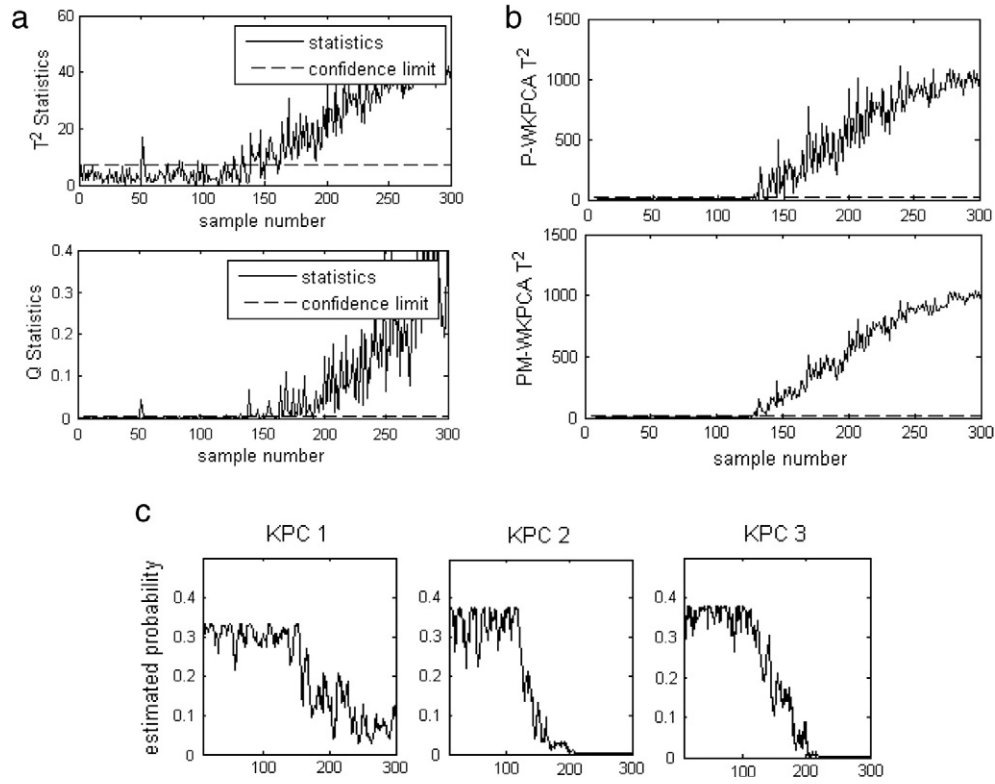 a
T² Statistics
60
40
20
0
statistics
confidence limit
0 50 100 150 200 250 300
sample number
Q Statistics
0.4
0.3
0.2
0.1
0
statistics
confidence limit
0 50 100 150 200 250 300
sample number
b
P-WKPCA T²
1500
1000
500
0
0 50 100 150 200 250 300
PM-WKPCA T²
1500
1000
500
0
0 50 100 150 200 250 300
sample number
c
estimated probability
KPC 1
0.4
0.3
0.2
0.1
0
100 200 300
KPC 2
0.4
0.3
0.2
0.1
0
100 200 300
KPC 3
0.4
0.3
0.2
0.1
0
100 200 300